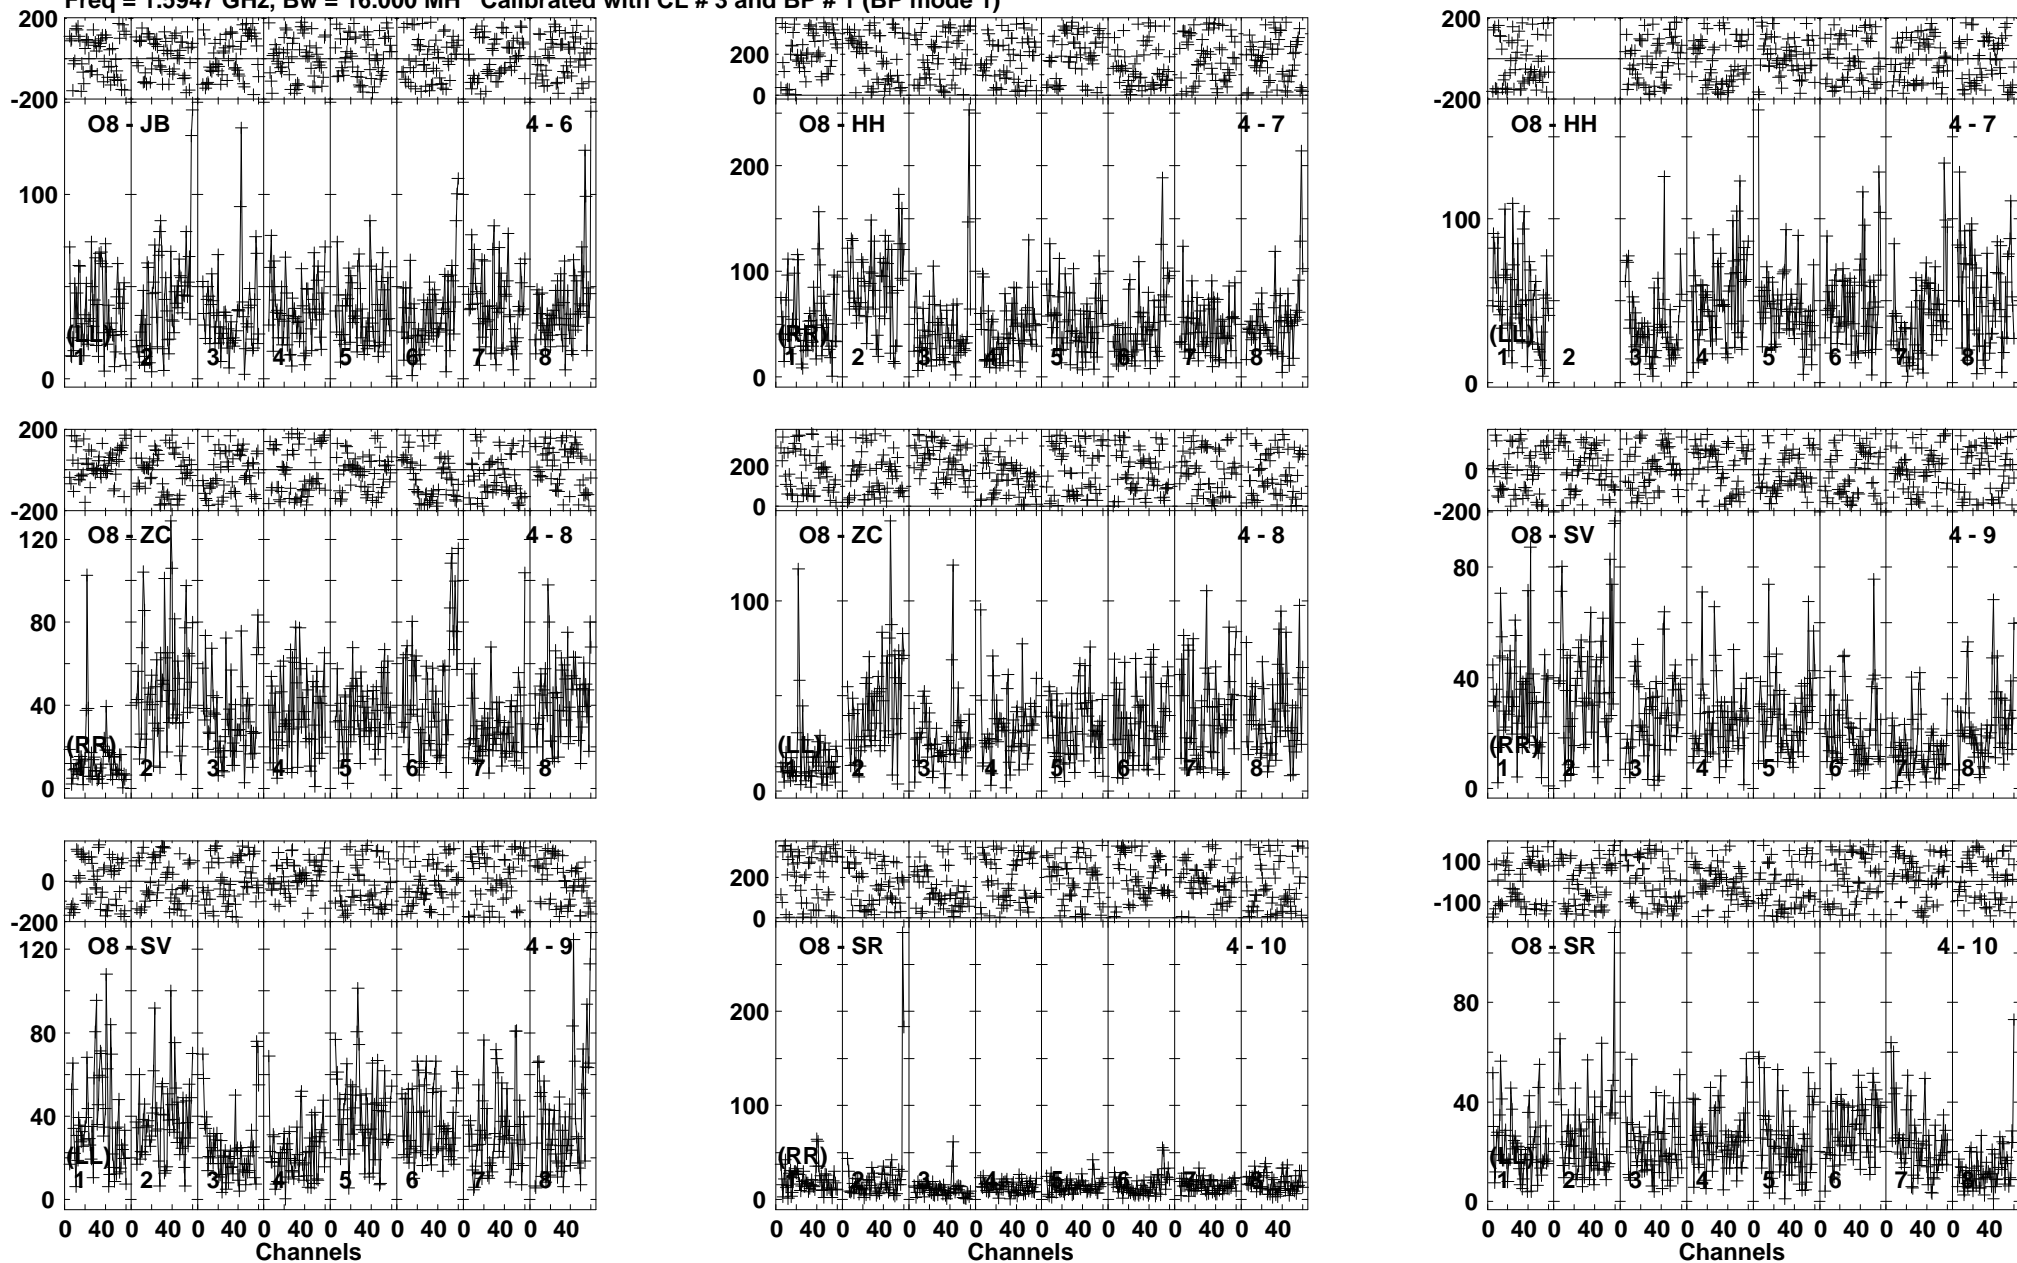 Freq = 1.5947 GHz, Bw = 16.000 MH Calibrated with CL # 3 and BP # 1 (BP mode 1)
200 200 200
0
-200 -200
O8 - JB 4 - 6 O8 - HH 4 - 7 O8 - HH 4 - 7
200
100 100 100
(LL) (RR) (LL)
1 2 3 4 5 6 7 8 1 2 3 4 5 6 7 8 1 2 3 4 5 6 7 8
0 0 0
200 200 0
-200 0 -200
O8 - ZC 4 - 8 O8 - ZC 4 - 8 O8 - SV 4 - 9
120
100
80 80
40 40
(RR) (LL) (RR)
1 2 3 4 5 6 7 8 1 2 3 4 5 6 7 8 1 2 3 4 5 6 7 8
0 0 0
0 200 100
-200 0 -100
O8 - SV 4 - 9 O8 - SR 4 - 10 O8 - SR 4 - 10
120
200
80 80
100
40 40
(LL) (RR) (LL)
1 2 3 4 5 6 7 8 1 2 3 4 5 6 7 8 1 2 3 4 5 6 7 8
0 0 0
0 40 0 40 0 40 0 40 0 40 0 40 0 40 0 40 0 40 0 40 0 40 0 40 0 40 0 40 0 40 0 40 0 40 0 40 0 40 0 40 0 40 0 40 0 40 0 40
Channels Channels